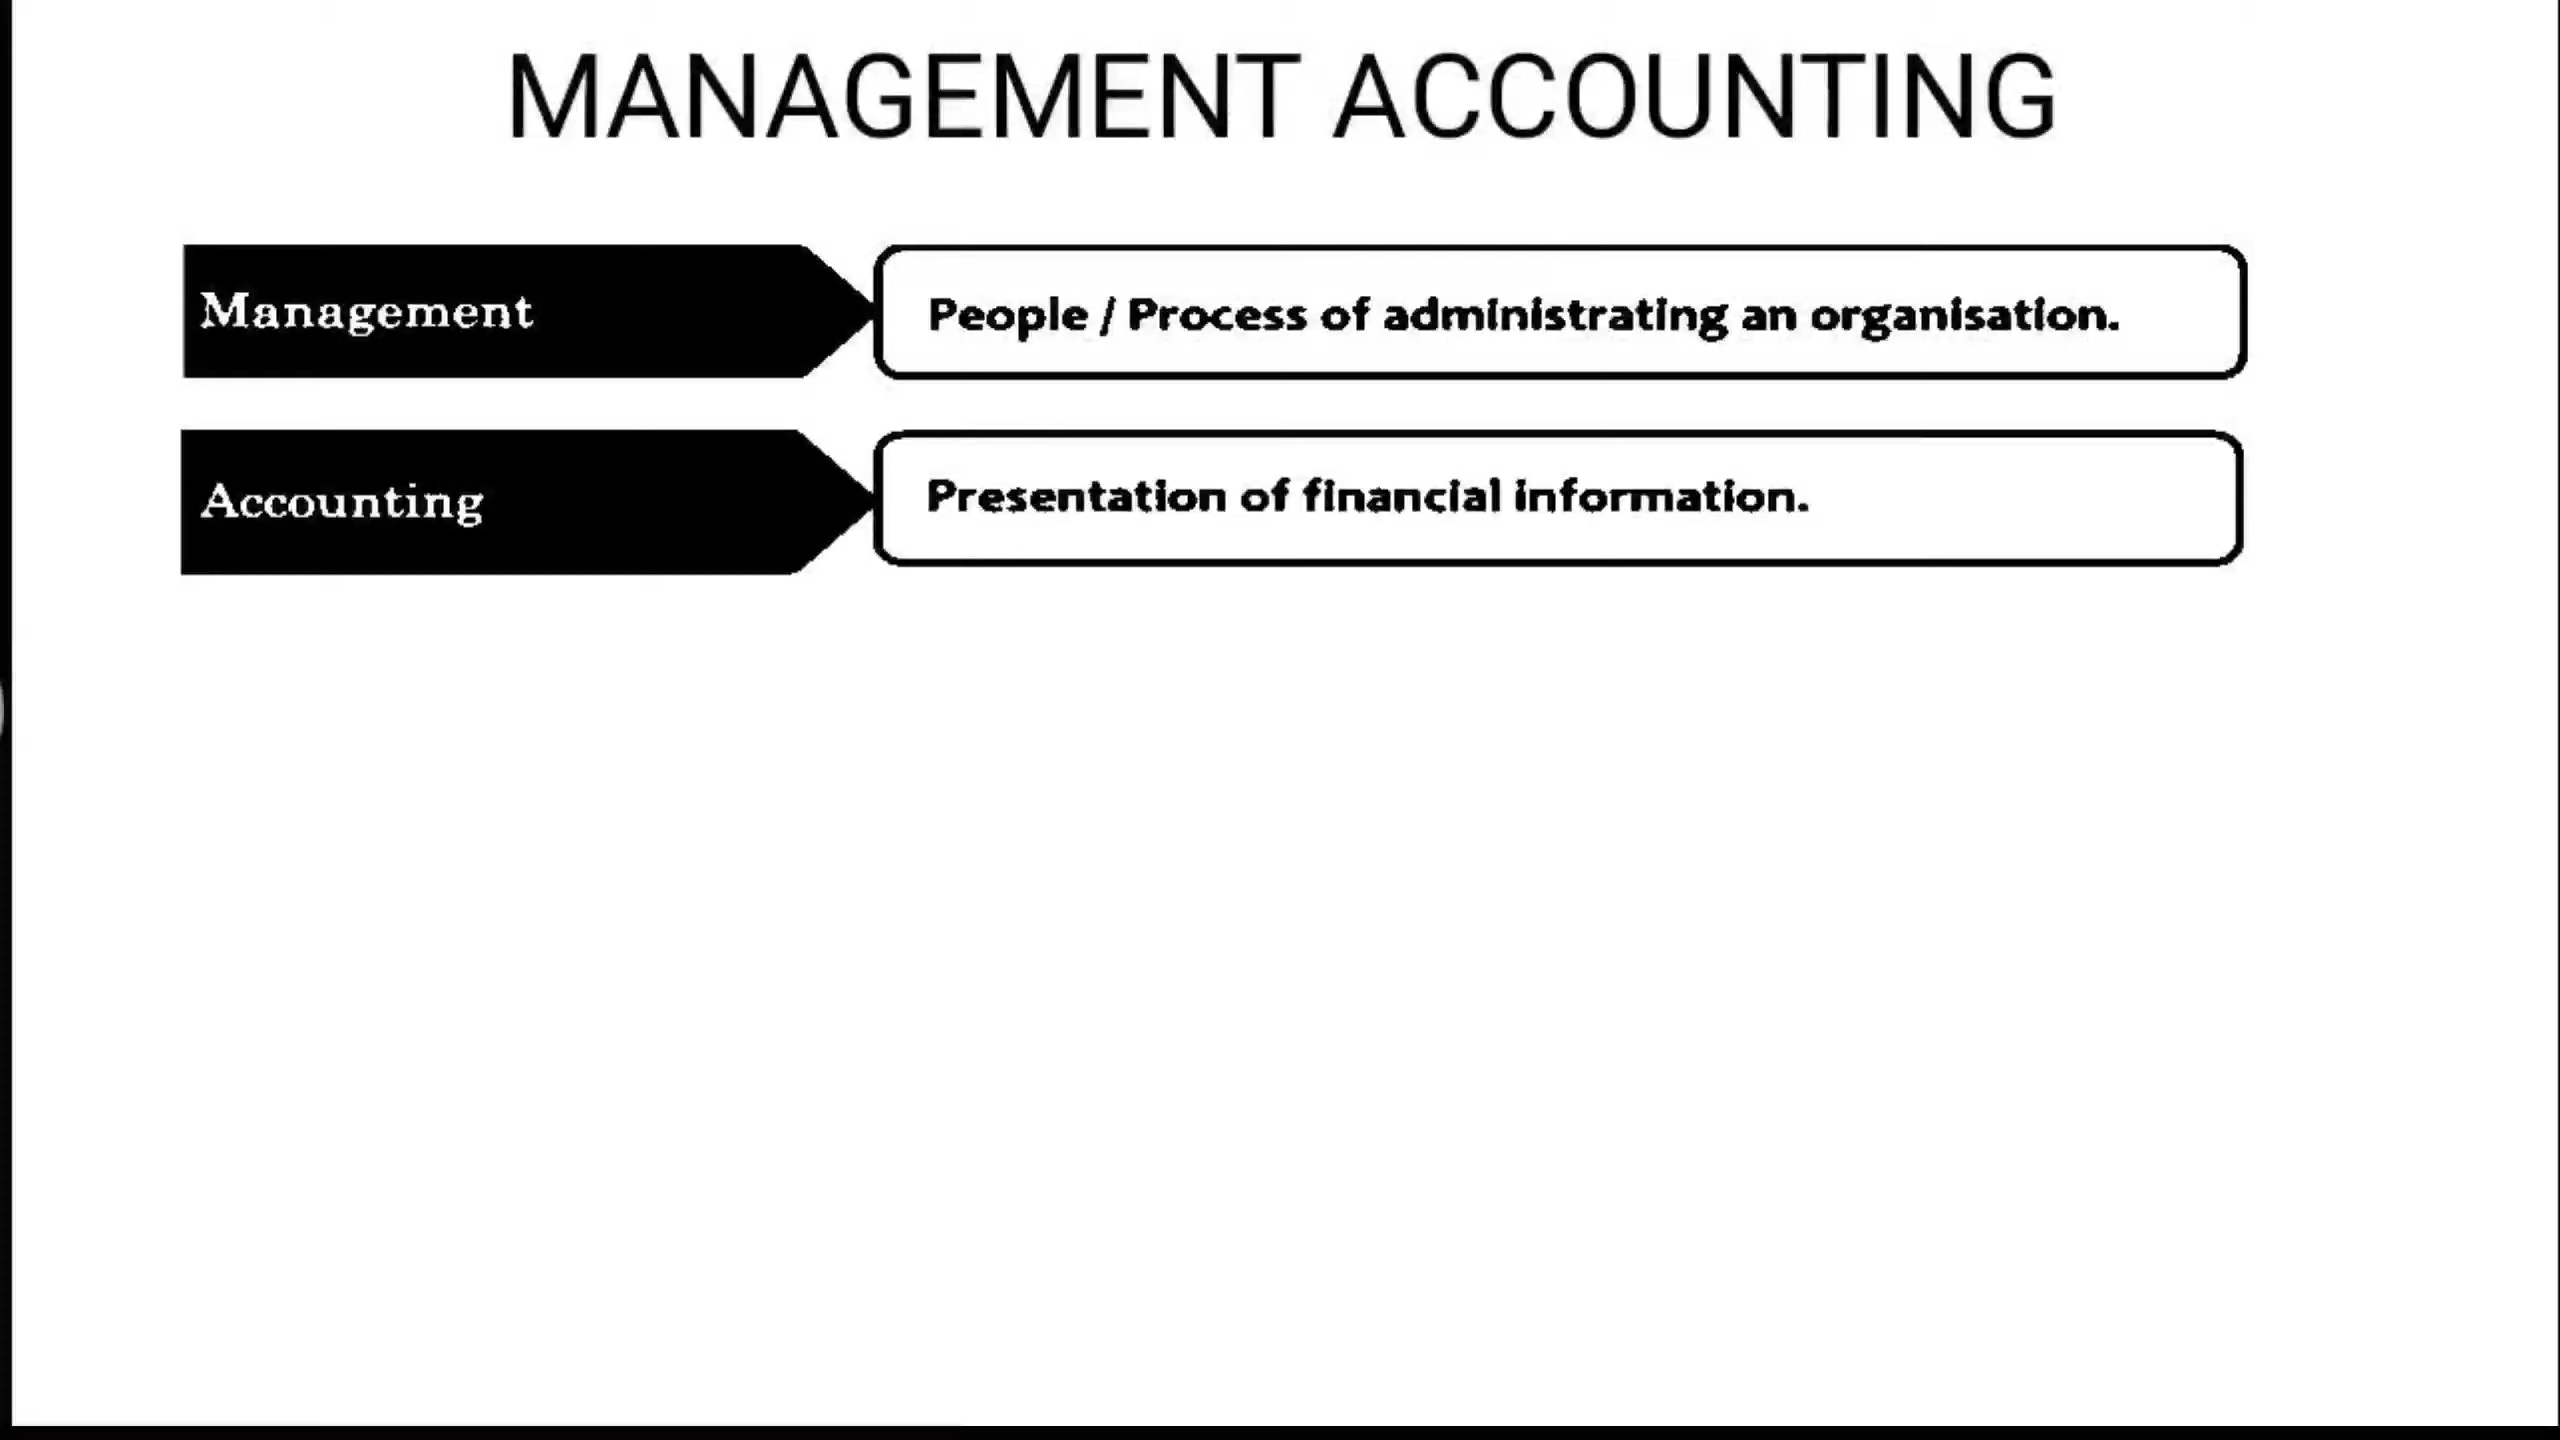 MANAGEMENT ACCOUNTING
Management
People / Process of administrating an organisation.
Accounting
Presentation of financial information.